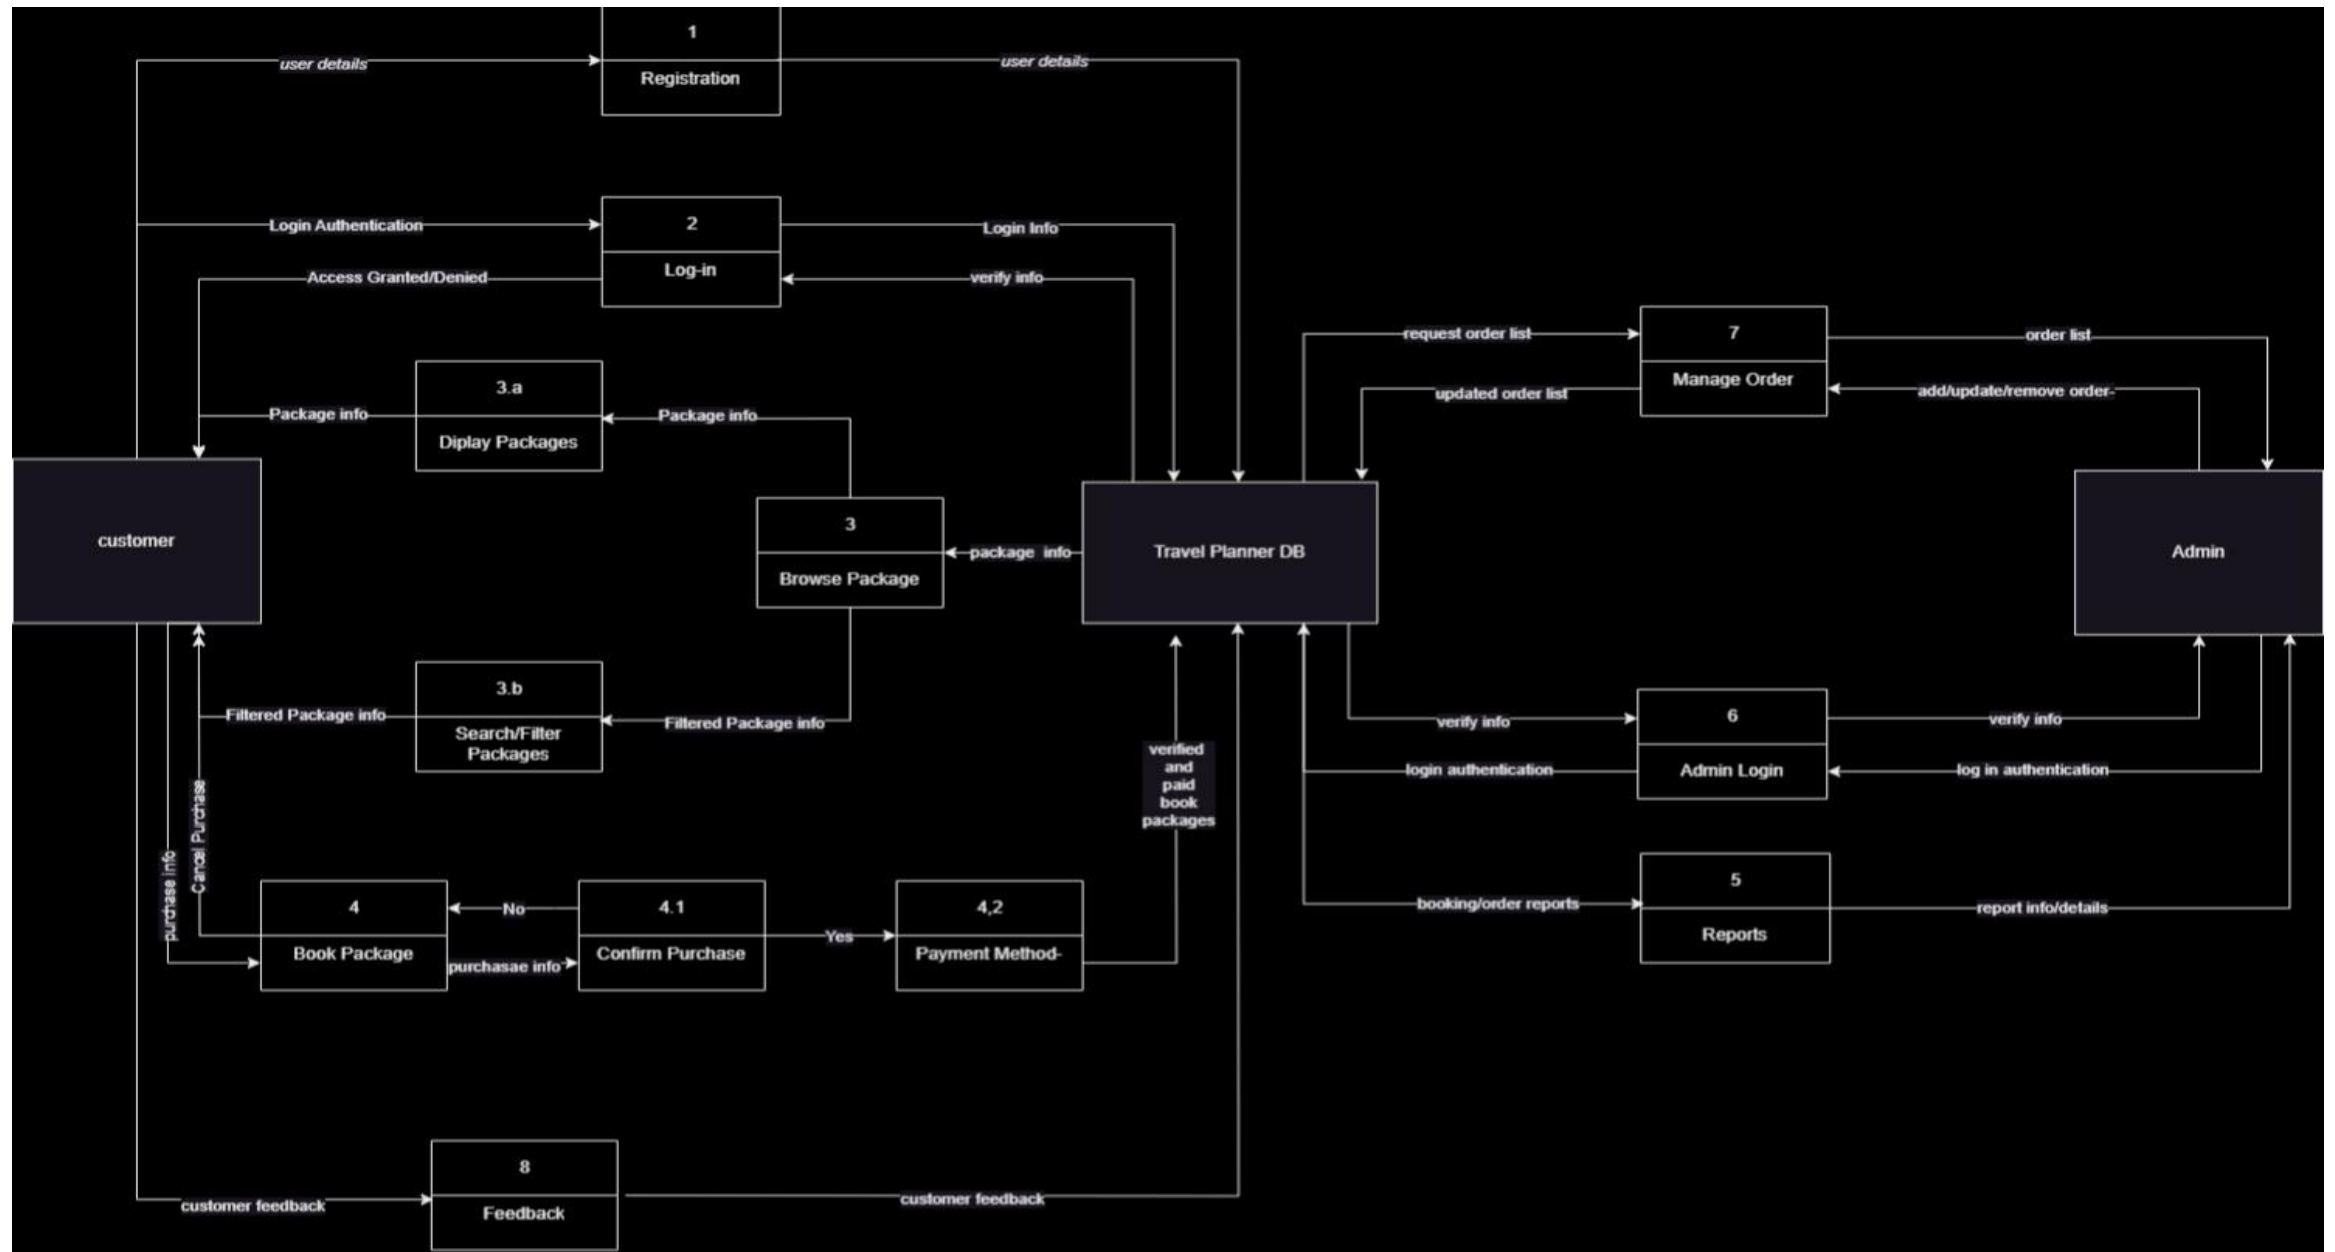 1
user details
user details
Registration
2
Login Authentication
Login Info
Log-in
Access Granted/Denied
verify info
7
request order list
order list
Manage Order
updated order list
add/update/remove order-
3.a
Package info
Package info
Diplay Packages
3
customer
package  info
Travel Planner DB
Admin
Browse Package
3.b
Filtered Package info
Filtered Package info
Search/Filter
Packages
6
verify info
verify info
verified
and
paid
book
packages
login authentication
Admin Login
log in authentication
Cancel Purchase
purchase info
5
booking/order reports
report info/details
Reports
4
No
4.1
4,2
Yes
Book Package
purchasae info
Confirm Purchase
Payment Method-
8
customer feedback
customer feedback
Feedback